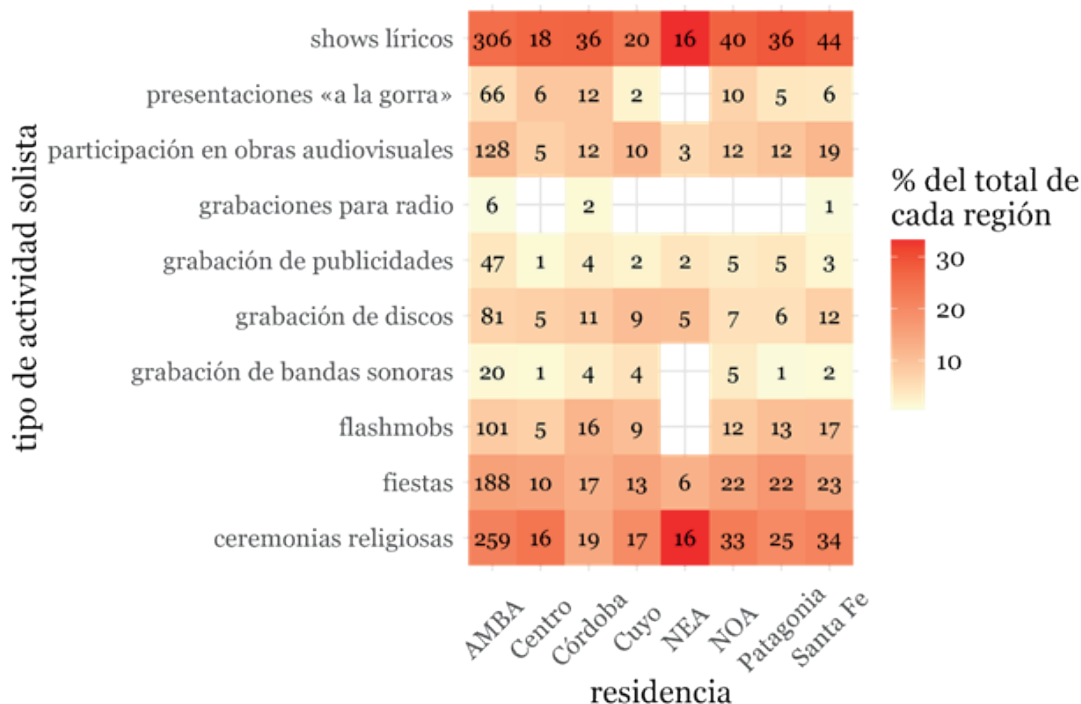 shows líricos 306 18 36 20 16 40 36 44
presentaciones «a la gorra» 66 6 12 2 10 5 6
participación en obras audiovisuales 128 5 12 10 3 12 12 19
grabaciones para radio 6 2 1
grabación de publicidades 47 1 4 2 2 5 5 3
grabación de discos 81 5 11 9 5 7 6 12
grabación de bandas sonoras 20 1 4 4 5 1 2
flashmobs 101 5 16 9 12 13 17
fiestas 188 10 17 13 6 22 22 23
ceremonias religiosas 259 16 19 17 16 33 25 34
AMBA Centro Córdoba Cuyo NEA NOA Patagonia Santa Fe
residencia
tipo de actividad solista
% del total de
cada región
30
20
10